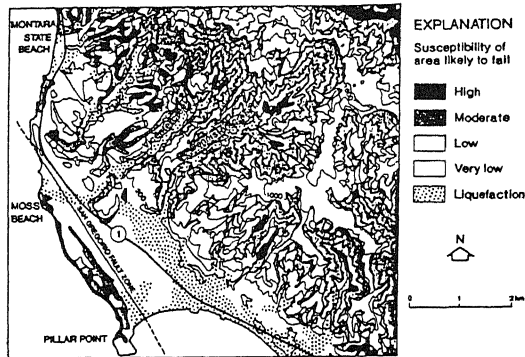 MONTARA
STATE
BEACH
MOSS
BEACH
SAN GREGORIO FAULT ZONE
1
PILLAR POINT
EXPLANATION
Susceptibility of
area likely to fail
High
Moderate
Low
Very low
Liquefaction
N
0 1 2 km